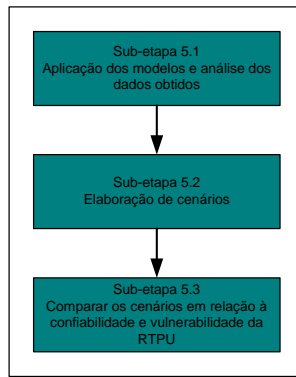 Sub-etapa 5.1
Aplicação dos modelos e análise dos
dados obtidos
Sub-etapa 5.2
Elaboração de cenários
Sub-etapa 5.3
Comparar os cenários em relação à
confiabilidade e vulnerabilidade da
RTPU